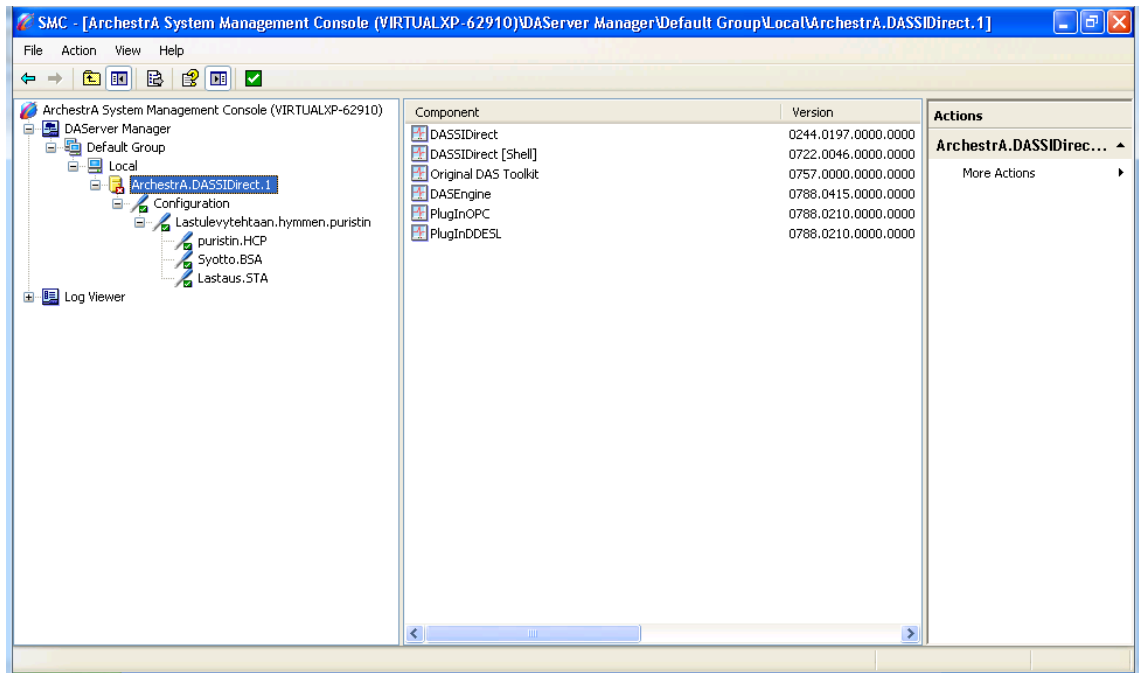 SMC - [ArchestrA System Management Console (VIRTUALXP-62910)\DAServer Manager\Default Group\Local\ArchestrA.DASSIDirect.1]
File Action View Help
ArchestrA System Management Console (VIRTUALXP-62910)
DAServer Manager
Default Group
Local
ArchestrA.DASSIDirect.1
Configuration
Lastulevytehtaan.hymmen.puristin
puristin.HCP
Syotto.BSA
Lastaus.STA
Log Viewer
Component Version
DASSIDirect 0244.0197.0000.0000
DASSIDirect [Shell] 0722.0046.0000.0000
Original DAS Toolkit 0757.0000.0000.0000
DASEngine 0788.0415.0000.0000
PlugInOPC 0788.0210.0000.0000
PlugInDDESL 0788.0210.0000.0000
Actions
ArchestrA.DASSIDirec...
More Actions